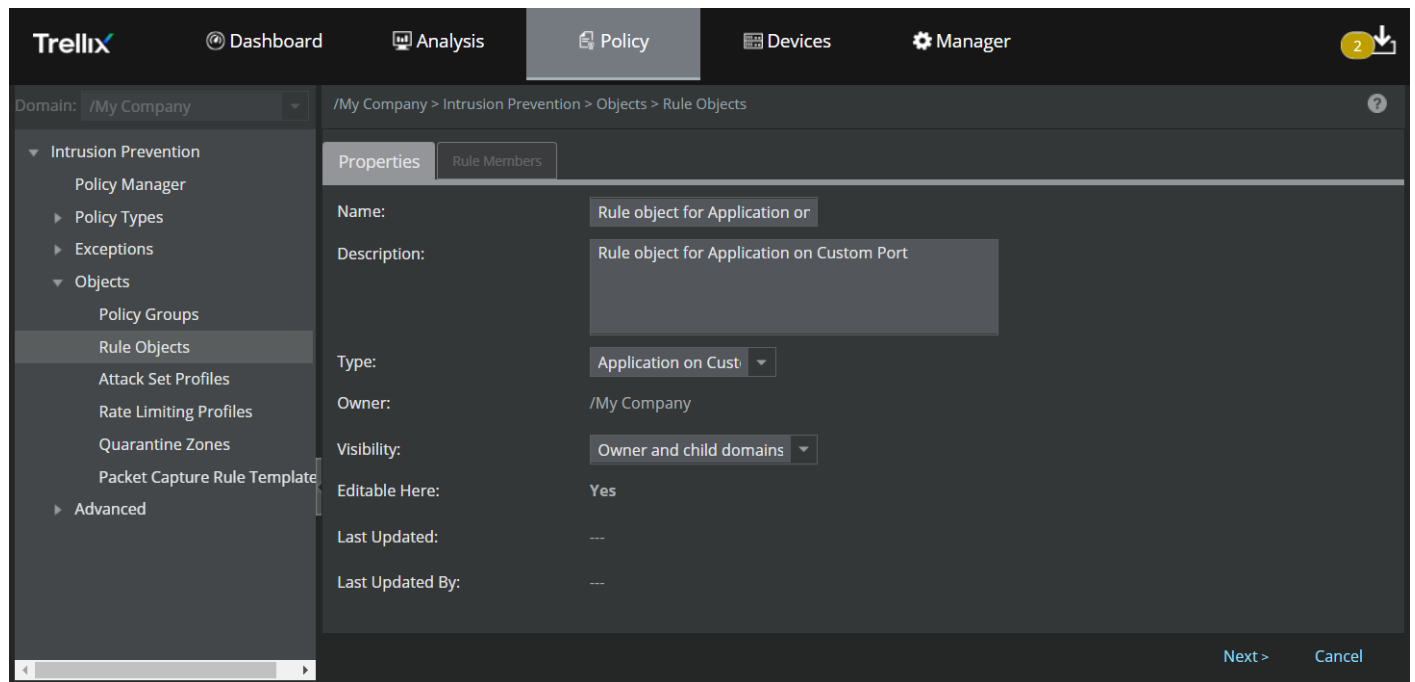 Trellix
Dashboard
Analysis
Policy
Devices
Manager
2
Domain: /My Company
/My Company > Intrusion Prevention > Objects > Rule Objects
?
Intrusion Prevention
Policy Manager
Policy Types
Exceptions
Objects
Policy Groups
Rule Objects
Attack Set Profiles
Rate Limiting Profiles
Quarantine Zones
Packet Capture Rule Template
Advanced
Properties
Rule Members
Name: Rule object for Application or
Description: Rule object for Application on Custom Port
Type: Application on Cust
Owner: /My Company
Visibility: Owner and child domains
Editable Here: Yes
Last Updated: ---
Last Updated By: ---
Next >
Cancel